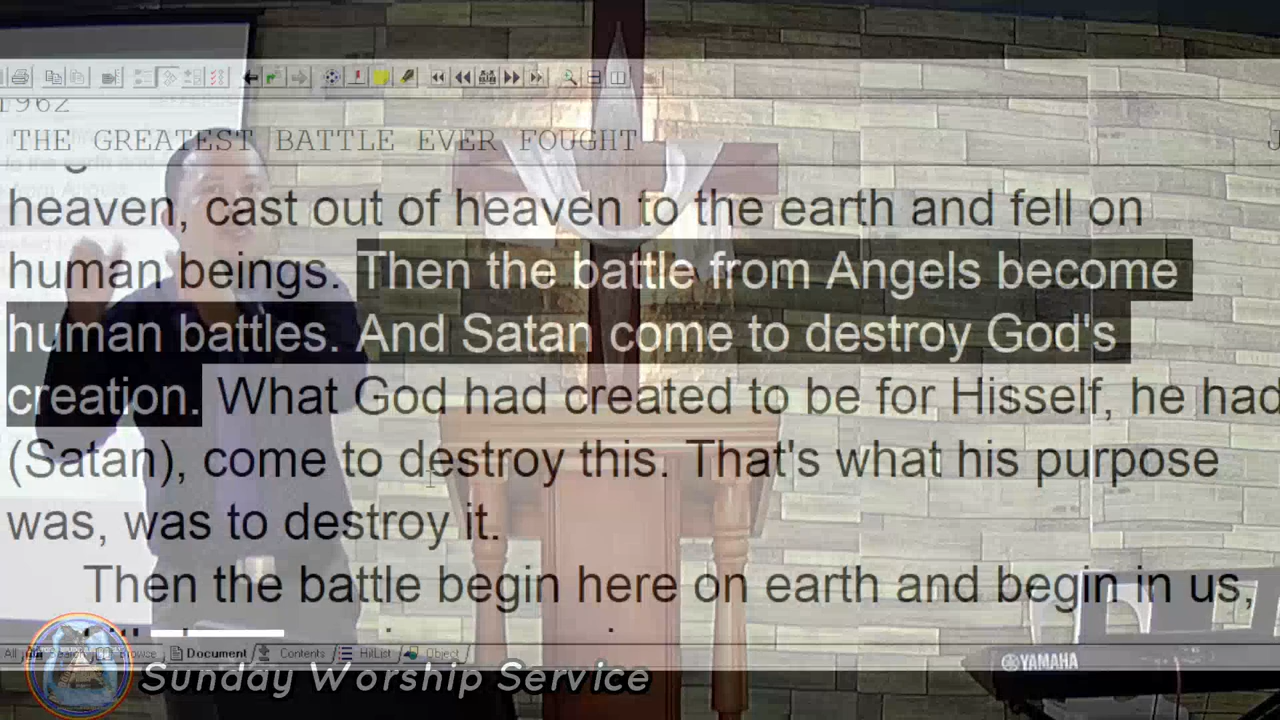 1962
THE GREATEST BATTLE EVER FOUGHT
heaven, cast out of heaven to the earth and fell on
human beings. Then the battle from Angels become
human battles. And Satan come to destroy God's
creation. What God had created to be for Hisself, he had
(Satan), come to destroy this. That's what his purpose
was, was to destroy it.
Then the battle begin here on earth and begin in us,
All Browse Document Contents HitList Object
Sunday Worship Service
YAMAHA